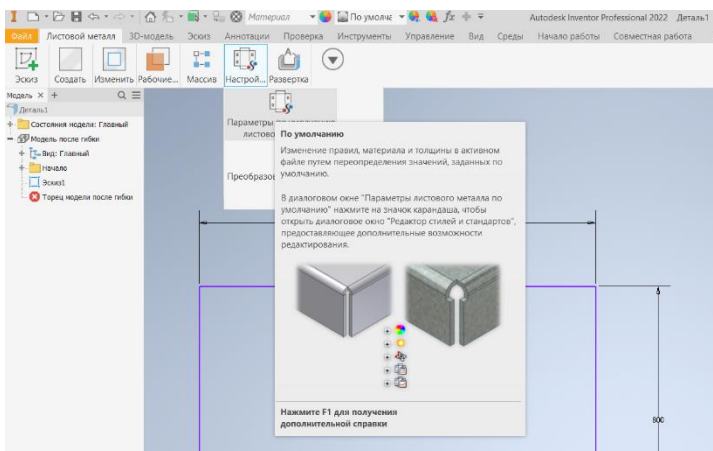 Материал
По умолча
fx
Autodesk Inventor Professional 2022 Деталь1
Файл Листовой металл 3D-модель Эскиз Аннотации Проверка Инструменты Управление Вид Среды Начало работы Совместная работа
Эскиз Создать Изменить Рабочие... Массив Настрой... Развертка
Модель × +
Деталь1
Состояния модели: Главный
Модель после гибки
Вид: Главный
Начало
Эскиз1
Торец модели после гибки
Параметры по умолчанию
листово
Преобразов
По умолчанию
Изменение правил, материала и толщины в активном
файле путем переопределения значений, заданных по
умолчанию.
В диалоговом окне "Параметры листового металла по
умолчанию" нажмите на значок карандаша, чтобы
открыть диалоговое окно "Редактор стилей и стандартов",
предоставляющее дополнительные возможности
редактирования.
Нажмите F1 для получения
дополнительной справки